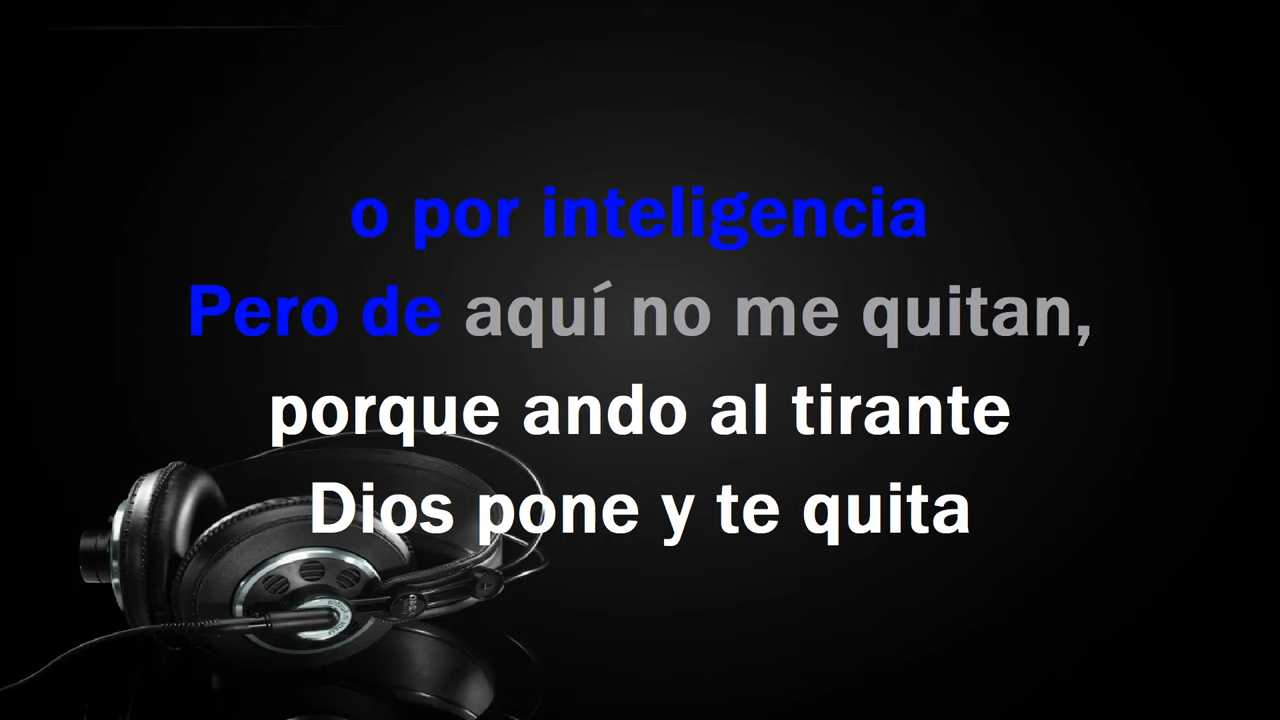 o por inteligencia
Pero de aquí no me quitan,
porque ando al tirante
Dios pone y te quita